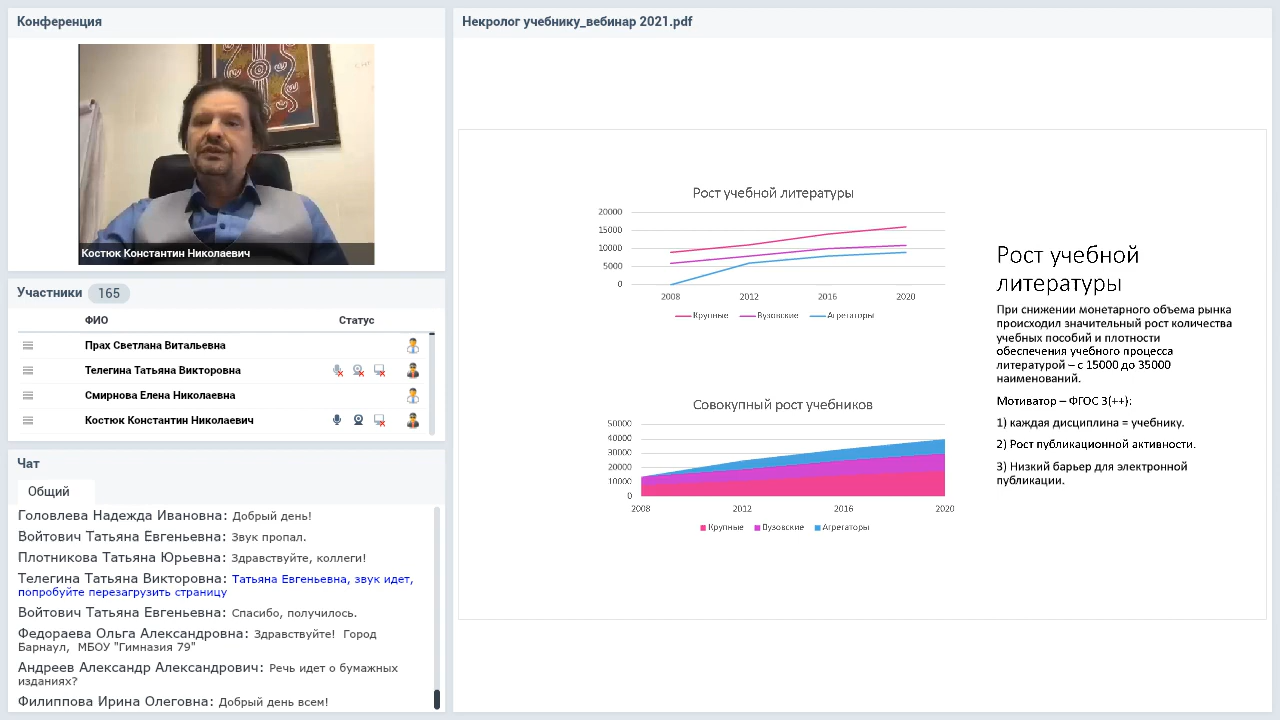 Конференция
Костюк Константин Николаевич
Участники 165
ФИО Статус
Прах Светлана Витальевна
Телегина Татьяна Викторовна
Смирнова Елена Николаевна
Костюк Константин Николаевич
Чат
Общий
Головлева Надежда Ивановна: Добрый день!
Войтович Татьяна Евгеньевна: Звук пропал.
Плотникова Татьяна Юрьевна: Здравствуйте, коллеги!
Телегина Татьяна Викторовна: Татьяна Евгеньевна, звук идет,
попробуйте перезагрузить страницу
Войтович Татьяна Евгеньевна: Спасибо, получилось.
Федораева Ольга Александровна: Здравствуйте! Город
Барнаул, МБОУ "Гимназия 79"
Андреев Александр Александрович: Речь идет о бумажных
изданиях?
Филиппова Ирина Олеговна: Добрый день всем!
Некролог учебнику_вебинар 2021.pdf
Рост учебной литературы
20000
15000
10000
5000
0
2008 2012 2016 2020
Крупные Вузовские Агрегаторы
Совокупный рост учебников
50000
40000
30000
20000
10000
0
2008 2012 2016 2020
Крупные Вузовские Агрегаторы
Рост учебной
литературы
При снижении монетарного объема рынка
происходил значительный рост количества
учебных пособий и плотности
обеспечения учебного процесса
литературой – с 15000 до 35000
наименований.
Мотиватор – ФГОС 3(++):
1) каждая дисциплина = учебнику.
2) Рост публикационной активности.
3) Низкий барьер для электронной
публикации.